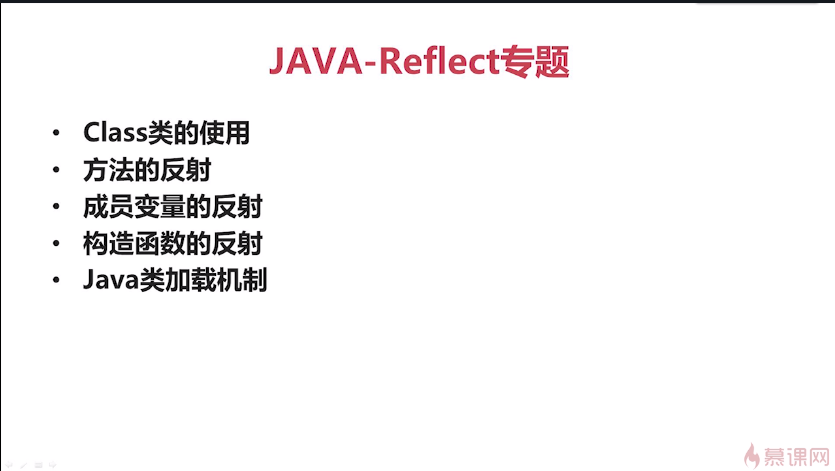 JAVA-Reflect专题
• Class类的使用
• 方法的反射
• 成员变量的反射
• 构造函数的反射
• Java类加载机制
慕课网